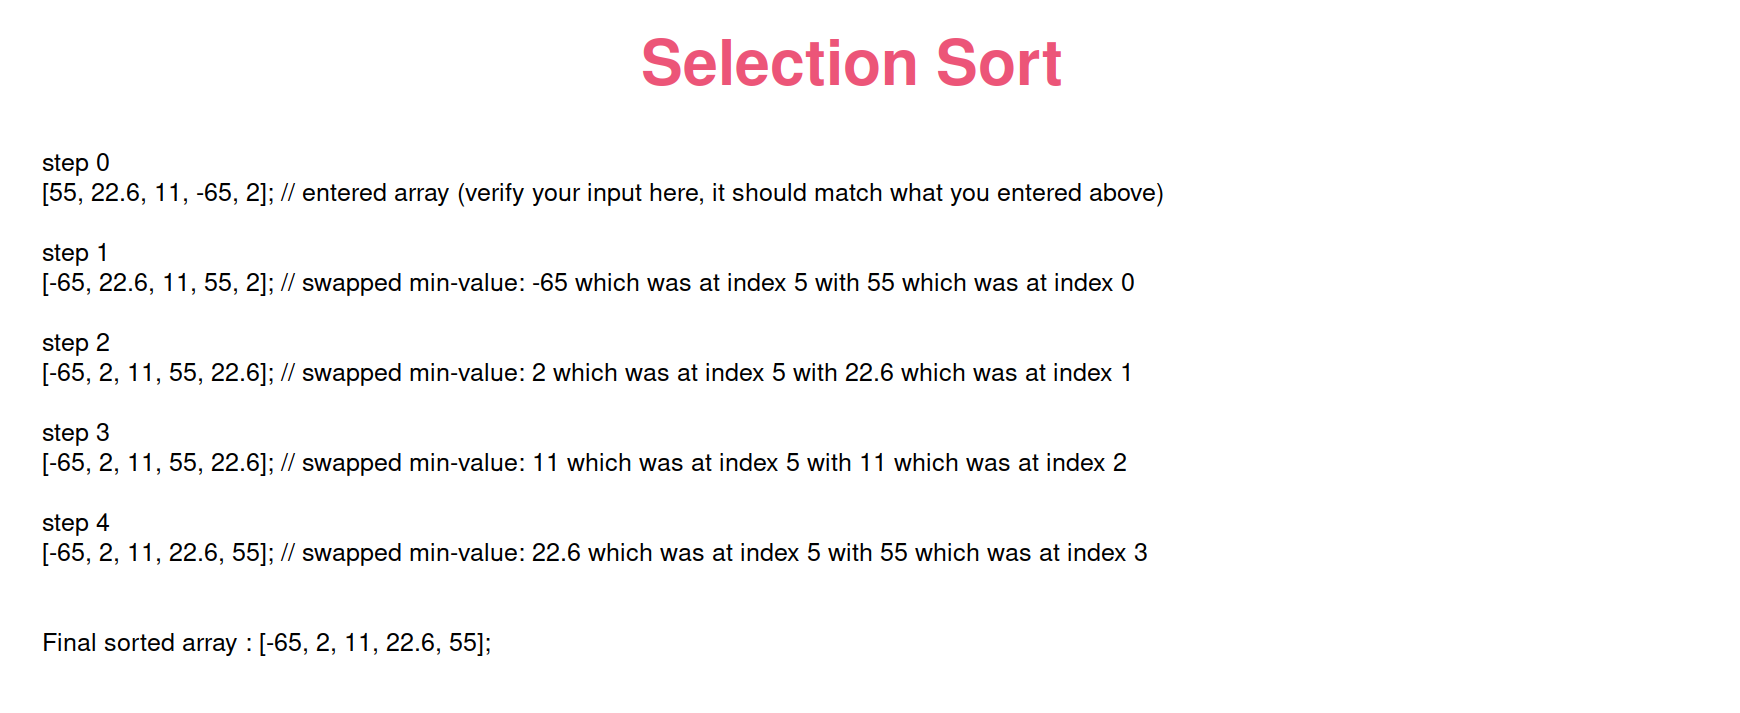 Selection Sort
step 0
[55, 22.6, 11, -65, 2]; // entered array (verify your input here, it should match what you entered above)
step 1
[-65, 22.6, 11, 55, 2]; // swapped min-value: -65 which was at index 5 with 55 which was at index 0
step 2
[-65, 2, 11, 55, 22.6]; // swapped min-value: 2 which was at index 5 with 22.6 which was at index 1
step 3
[-65, 2, 11, 55, 22.6]; // swapped min-value: 11 which was at index 5 with 11 which was at index 2
step 4
[-65, 2, 11, 22.6, 55]; // swapped min-value: 22.6 which was at index 5 with 55 which was at index 3
Final sorted array : [-65, 2, 11, 22.6, 55];